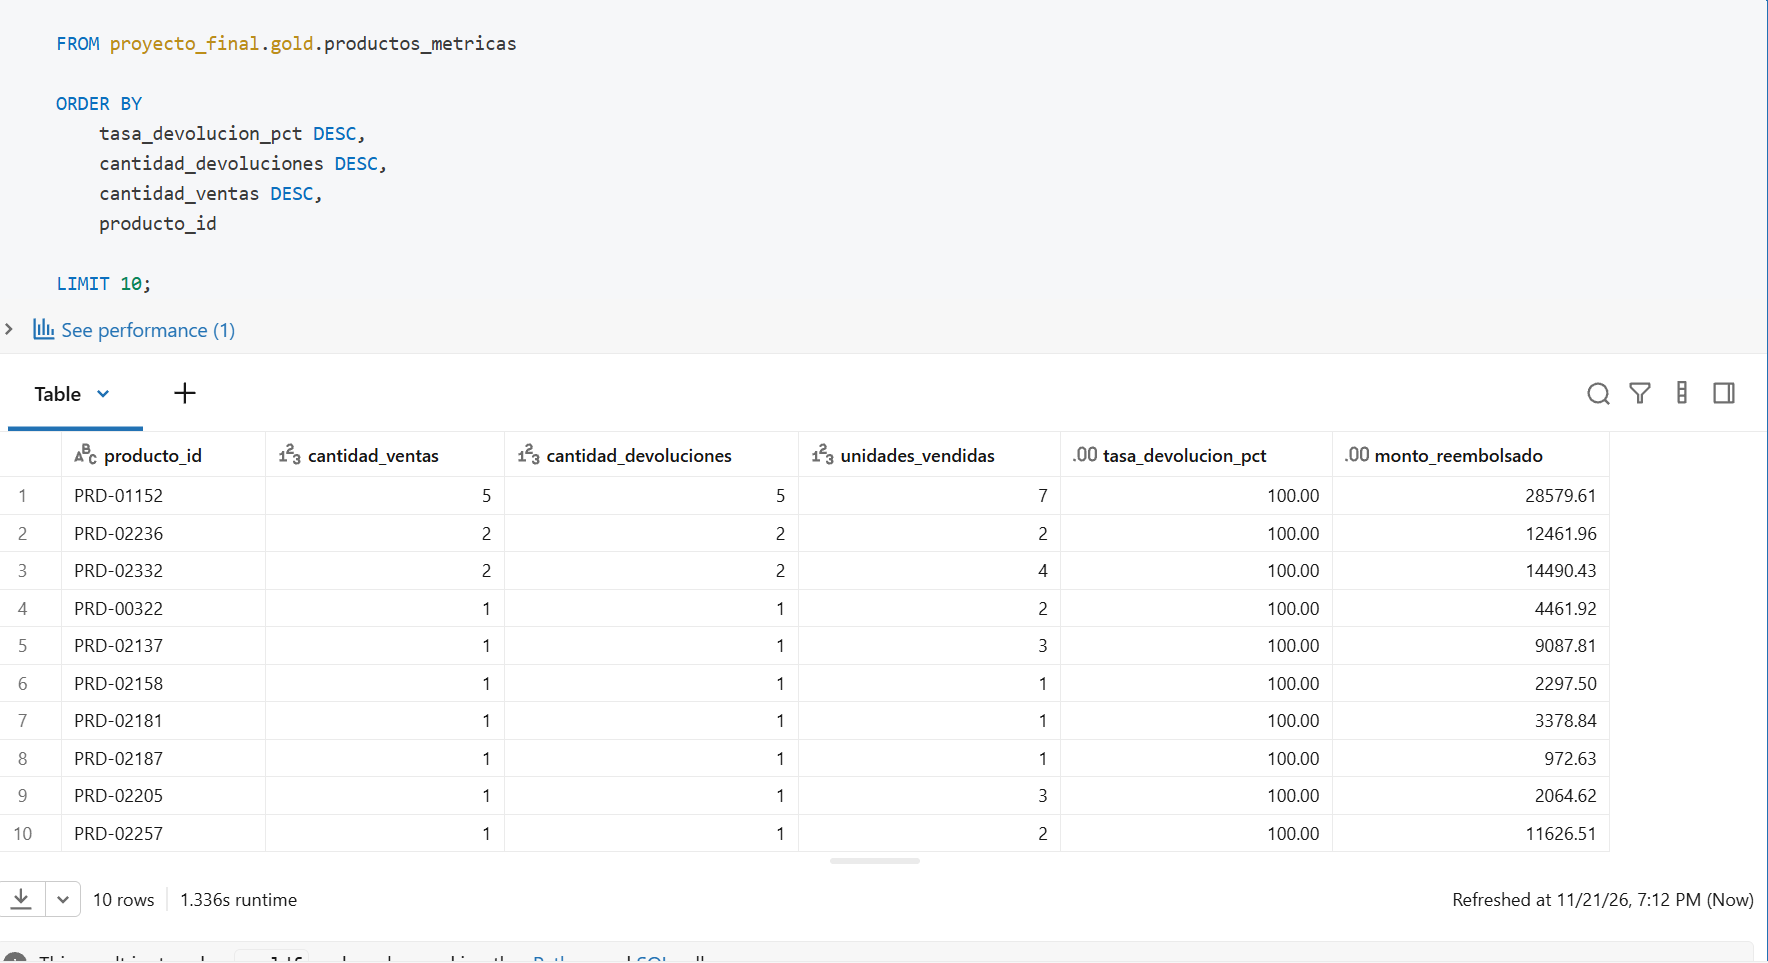 FROM proyecto_final.gold.productos_metricas
ORDER BY
tasa_devolucion_pct DESC,
cantidad_devoluciones DESC,
cantidad_ventas DESC,
producto_id
LIMIT 10;
See performance (1)
Table
producto_id cantidad_ventas cantidad_devoluciones unidades_vendidas .00 tasa_devolucion_pct .00 monto_reembolsado
1 PRD-01152 5 5 7 100.00 28579.61
2 PRD-02236 2 2 2 100.00 12461.96
3 PRD-02332 2 2 4 100.00 14490.43
4 PRD-00322 1 1 2 100.00 4461.92
5 PRD-02137 1 1 3 100.00 9087.81
6 PRD-02158 1 1 1 100.00 2297.50
7 PRD-02181 1 1 1 100.00 3378.84
8 PRD-02187 1 1 1 100.00 972.63
9 PRD-02205 1 1 3 100.00 2064.62
10 PRD-02257 1 1 2 100.00 11626.51
10 rows 1.336s runtime Refreshed at 11/21/26, 7:12 PM (Now)